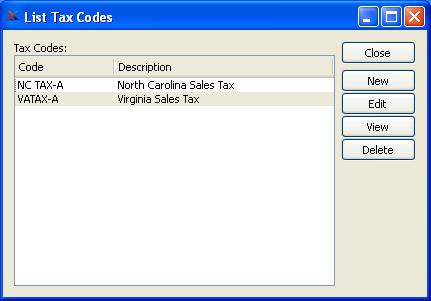 List Tax Codes
Tax Codes:
Code Description
NC TAX-A North Carolina Sales Tax
VATAX-A Virginia Sales Tax
Close
New
Edit
View
Delete